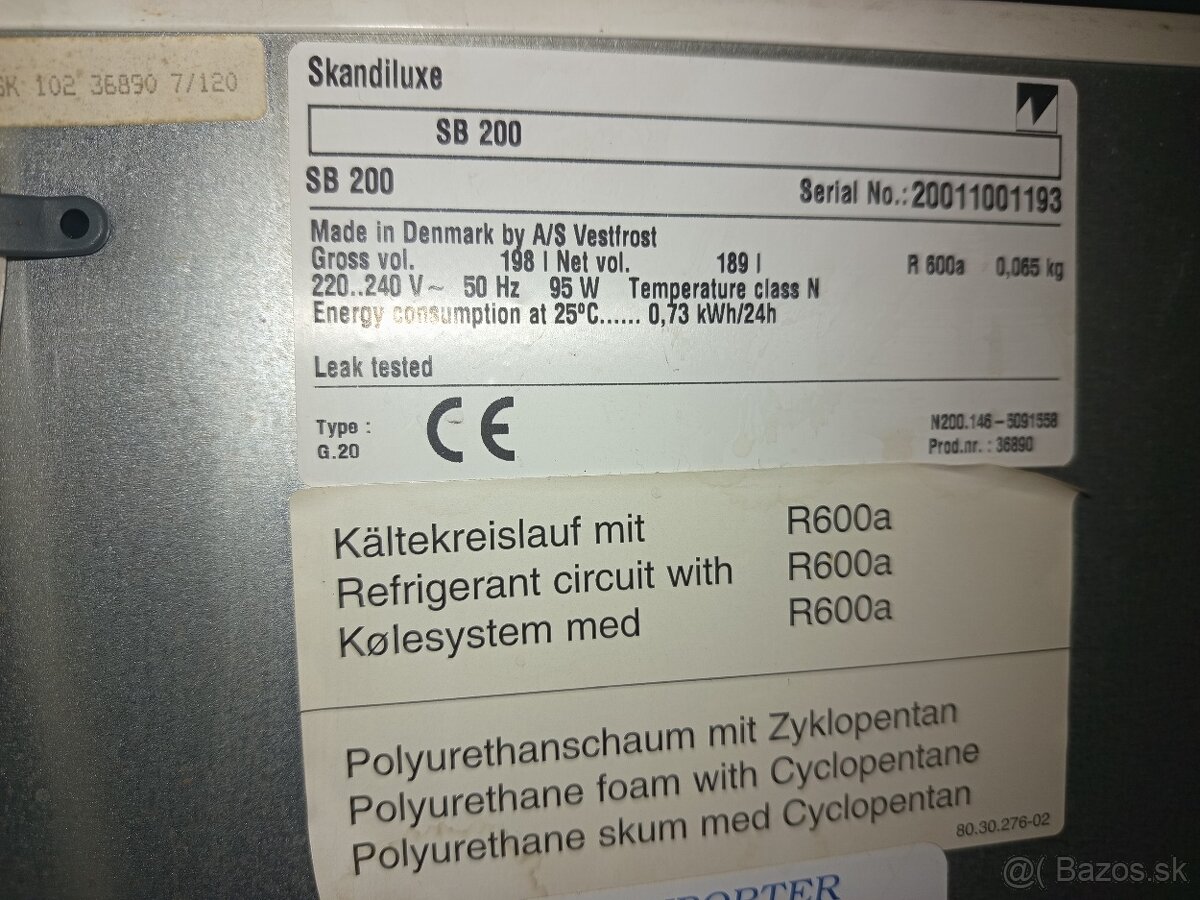 SK 102 36890 7/120
Skandiluxe
SB 200
SB 200 Serial No.: 20011001193
Made in Denmark by A/S Vestfrost
Gross vol. 198 l Net vol. 189 l R 600a 0,065 kg
220..240 V~ 50 Hz 95 W Temperature class N
Energy consumption at 25ºC...... 0,73 kWh/24h
Leak tested
Type :
G.20
CE
N200.146-5091558
Prod.nr. : 36890
Kältekreislauf mit R600a
Refrigerant circuit with R600a
Kølesystem med R600a
Polyurethanschaum mit Zyklopentan
Polyurethane foam with Cyclopentane
Polyurethane skum med Cyclopentan
80.30.276-02
@( Bazos.sk